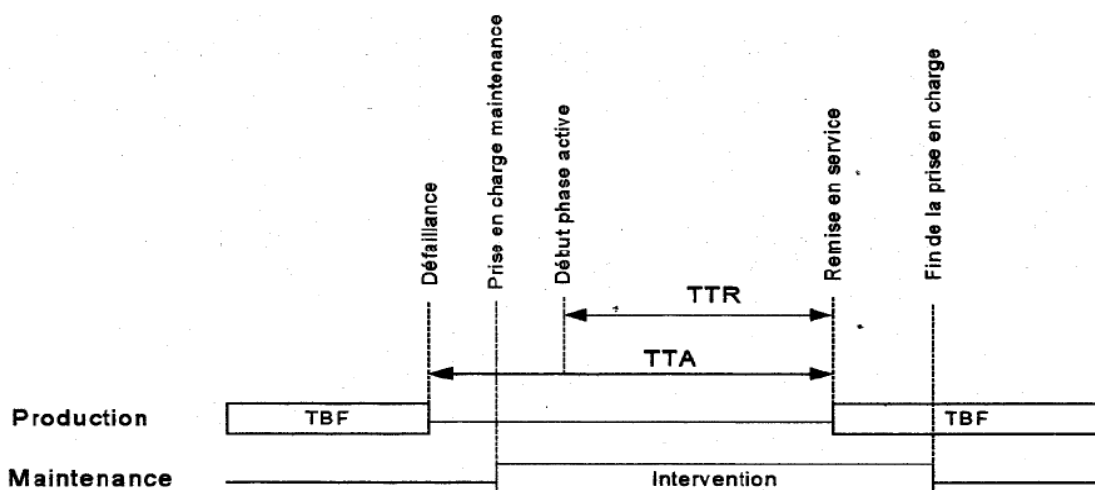 Défaillance
Prise en charge maintenance
Début phase active
Remise en service
Fin de la prise en charge
TTR
TTA
Production
TBF
TBF
Maintenance
Intervention